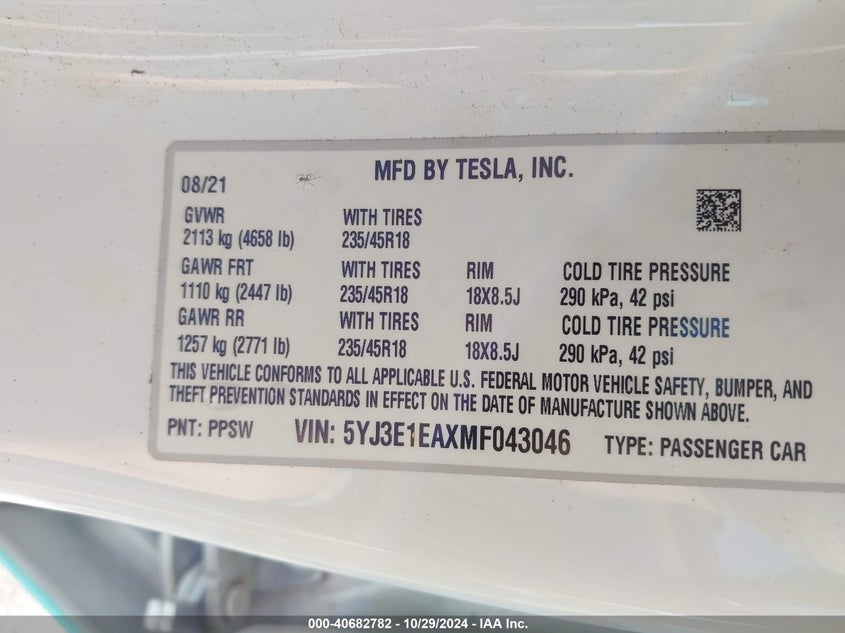 MFD BY TESLA, INC.
08/21
GVWR WITH TIRES
2113 kg (4658 lb) 235/45R18
GAWR FRT WITH TIRES RIM COLD TIRE PRESSURE
1110 kg (2447 lb) 235/45R18 18X8.5J 290 kPa, 42 psi
GAWR RR WITH TIRES RIM COLD TIRE PRESSURE
1257 kg (2771 lb) 235/45R18 18X8.5J 290 kPa, 42 psi
THIS VEHICLE CONFORMS TO ALL APPLICABLE U.S. FEDERAL MOTOR VEHICLE SAFETY, BUMPER, AND
THEFT PREVENTION STANDARDS IN EFFECT ON THE DATE OF MANUFACTURE SHOWN ABOVE.
PNT: PPSW VIN: 5YJ3E1EAXMF043046 TYPE: PASSENGER CAR
000-40682782 - 10/29/2024 - IAA Inc.